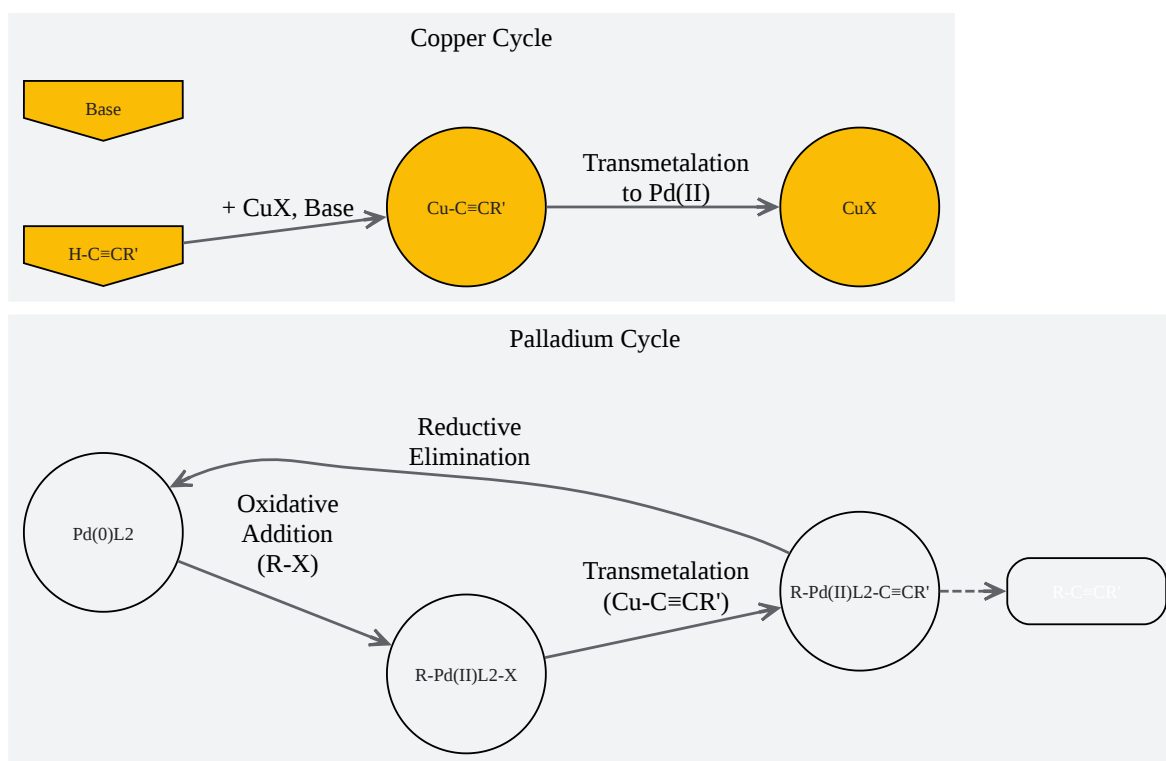 Copper Cycle
Base
+ CuX, Base
H-C≡CR'
Cu-C≡CR'
Transmetalation
to Pd(II)
CuX
Palladium Cycle
Reductive
Elimination
Pd(0)L2
Oxidative
Addition
(R-X)
R-Pd(II)L2-X
Transmetalation
(Cu-C≡CR')
R-Pd(II)L2-C≡CR'
R-C≡CR'